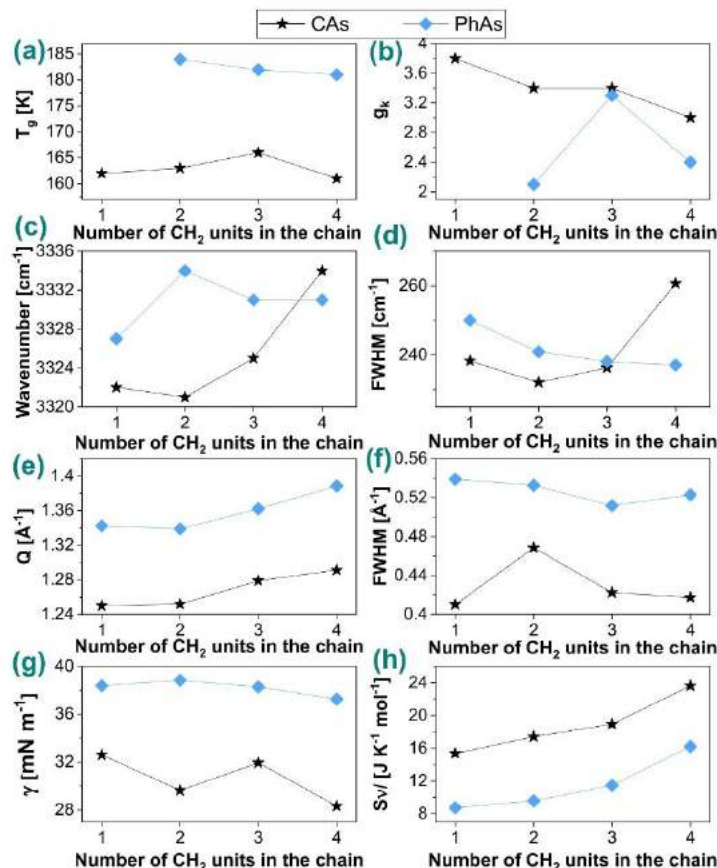 CAs PhAs
(a)
T_g [K]
185
180
175
170
165
160
1 2 3 4
Number of CH₂ units in the chain
(b)
g_k
4
3.6
3.2
2.8
2.4
2
1 2 3 4
Number of CH₂ units in the chain
(c)
Wavenumber [cm⁻¹]
3336
3332
3328
3324
3320
1 2 3 4
Number of CH₂ units in the chain
(d)
FWHM [cm⁻¹]
260
240
1 2 3 4
Number of CH₂ units in the chain
(e)
Q [Å⁻¹]
1.4
1.36
1.32
1.28
1.24
1 2 3 4
Number of CH₂ units in the chain
(f)
FWHM [Å⁻¹]
0.56
0.52
0.48
0.44
0.4
1 2 3 4
Number of CH₂ units in the chain
(g)
γ [mN m⁻¹]
40
36
32
28
1 2 3 4
Number of CH₂ units in the chain
(h)
Sν/ [J K⁻¹ mol⁻¹]
24
20
16
12
8
1 2 3 4
Number of CH₂ units in the chain